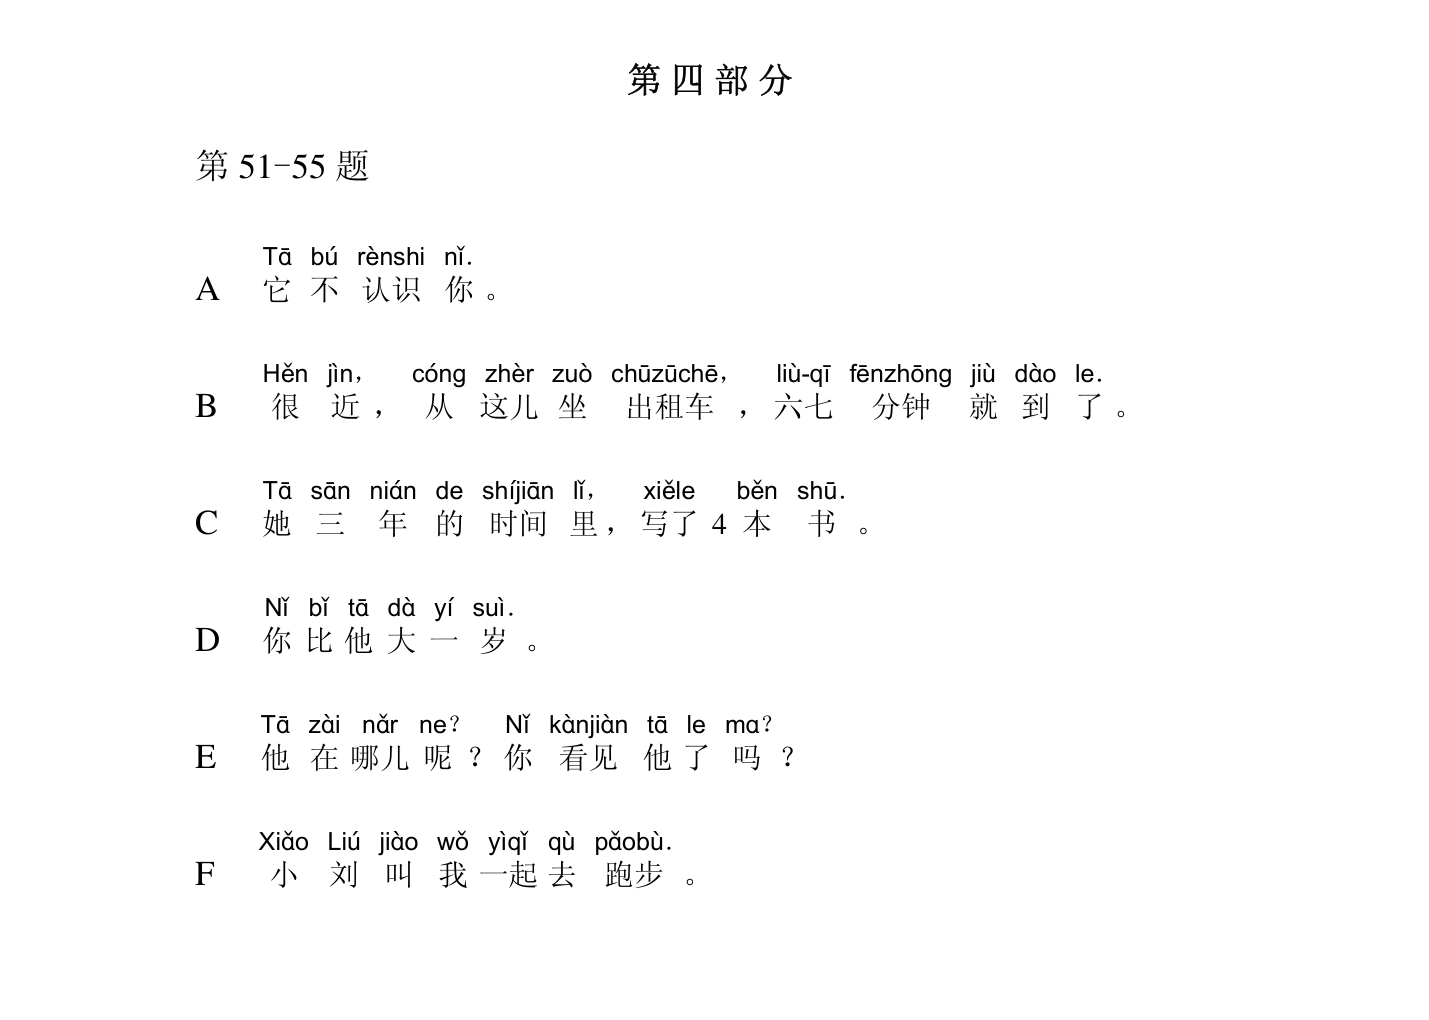 第四部分
第 51-55 题
Tā bú rènshi nǐ.
A 它 不 认识 你 。
Hěn jìn， cóng zhèr zuò chūzūchē， liù-qī fēnzhōng jiù dào le.
B 很 近 ， 从 这儿 坐 出租车 ， 六七 分钟 就 到 了 。
Tā sān nián de shíjiān lǐ， xiěle běn shū.
C 她 三 年 的 时间 里 ， 写了 4 本 书 。
Nǐ bǐ tā dà yí suì.
D 你 比 他 大 一 岁 。
Tā zài nǎr ne？ Nǐ kànjiàn tā le ma？
E 他 在 哪儿 呢 ？ 你 看见 他 了 吗 ？
Xiǎo Liú jiào wǒ yìqǐ qù pǎobù.
F 小 刘 叫 我 一起 去 跑步 。